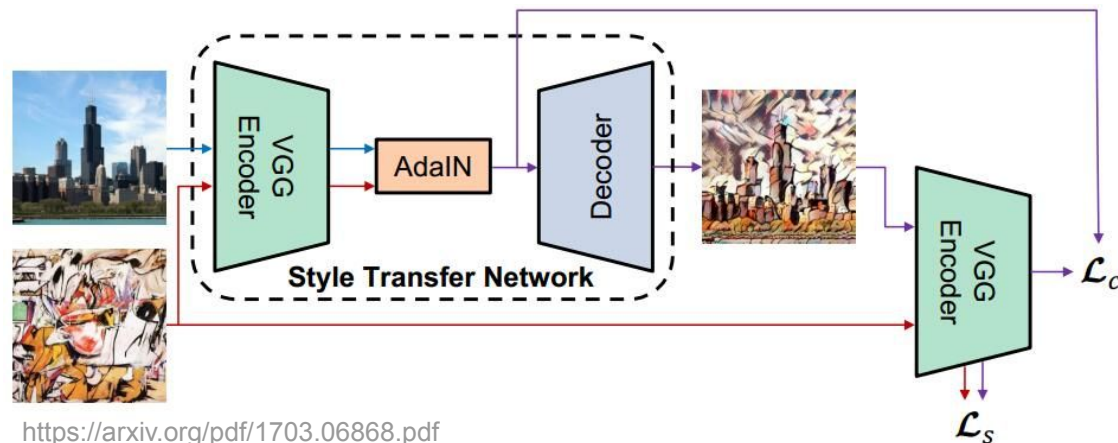 VGG
Encoder
AdaIN
Decoder
Style Transfer Network
VGG
Encoder
𝓛c
𝓛s
https://arxiv.org/pdf/1703.06868.pdf